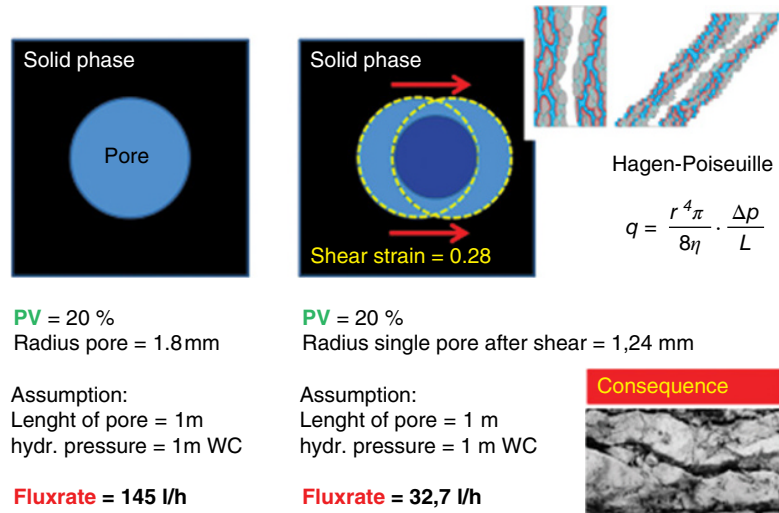 Solid phase
Pore
Solid phase
Shear strain = 0.28
Hagen-Poiseuille
q = r⁴π / 8η · Δp / L
PV = 20 %
Radius pore = 1.8 mm
Assumption:
Lenght of pore = 1m
hydr. pressure = 1m WC
Fluxrate = 145 l/h
PV = 20 %
Radius single pore after shear = 1,24 mm
Assumption:
Lenght of pore = 1 m
hydr. pressure = 1 m WC
Fluxrate = 32,7 l/h
Consequence